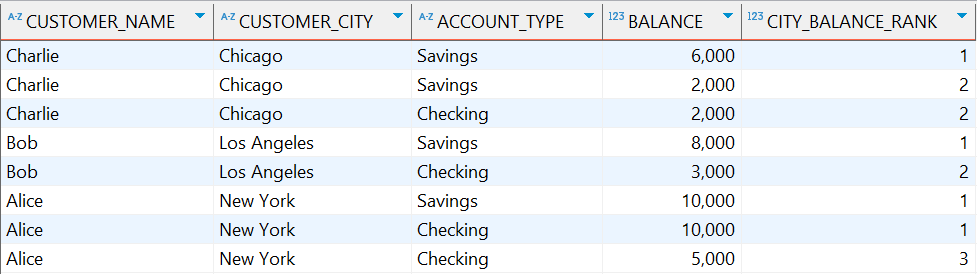 A-Z CUSTOMER_NAME A-Z CUSTOMER_CITY A-Z ACCOUNT_TYPE 123 BALANCE 123 CITY_BALANCE_RANK
Charlie Chicago Savings 6,000 1
Charlie Chicago Savings 2,000 2
Charlie Chicago Checking 2,000 2
Bob Los Angeles Savings 8,000 1
Bob Los Angeles Checking 3,000 2
Alice New York Savings 10,000 1
Alice New York Checking 10,000 1
Alice New York Checking 5,000 3